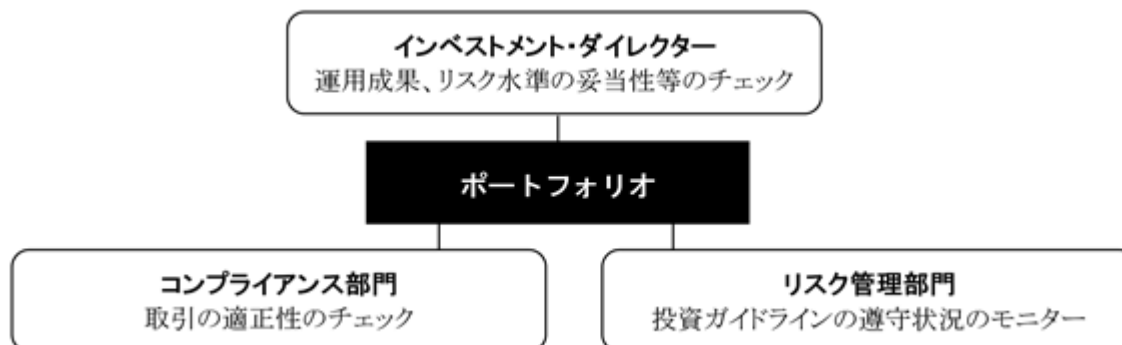 インベストメント・ダイレクター
運用成果、リスク水準の妥当性等のチェック
ポートフォリオ
コンプライアンス部門
取引の適正性のチェック
リスク管理部門
投資ガイドラインの遵守状況のモニター